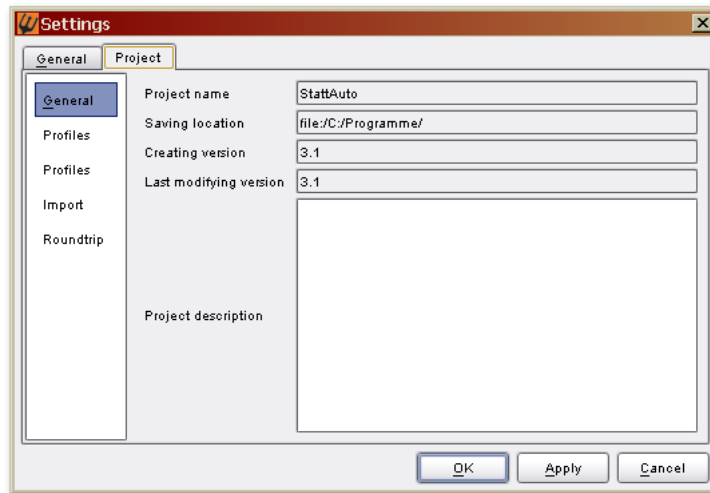 Settings
General Project
General
Profiles
Profiles
Import
Roundtrip
Project name StattAuto
Saving location file:/C:/Programme/
Creating version 3.1
Last modifying version 3.1
Project description
OK Apply Cancel